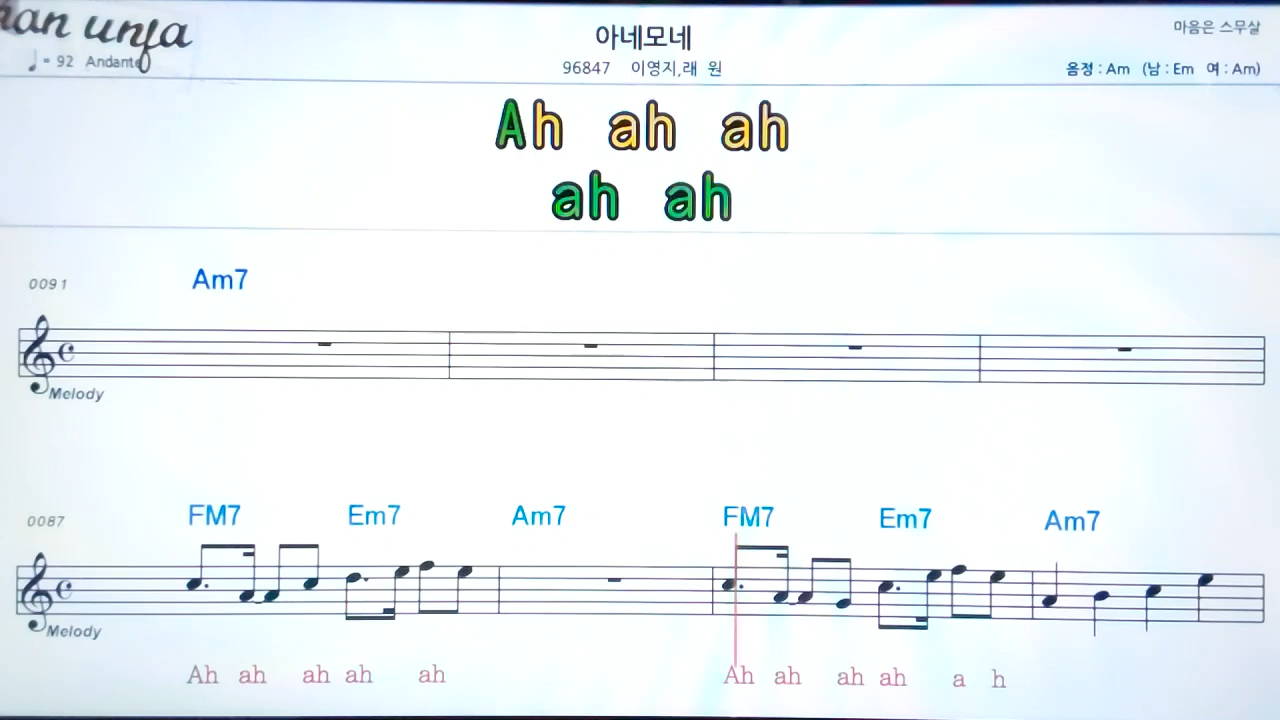 an unfa
♩= 92 Andante
아네모네
96847 이영지,래 원
마음은 스무살
음정 : Am (남 : Em 여 : Am)
Ah ah ah
ah ah
0091 Am7
Melody
0087 FM7 Em7 Am7 FM7 Em7 Am7
Melody
Ah ah ah ah ah Ah ah ah ah a h